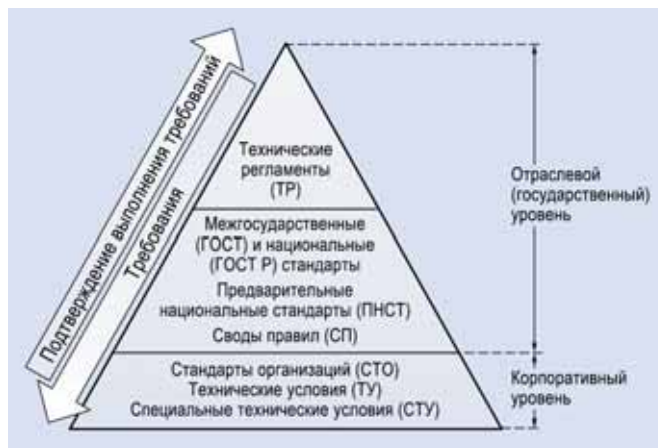 Подтверждение выполнения требований
Требования
Технические
регламенты
(ТР)
Межгосударственные
(ГОСТ) и национальные
(ГОСТ Р) стандарты
Предварительные
национальные стандарты (ПНСТ)
Своды правил (СП)
Стандарты организаций (СТО)
Технические условия (ТУ)
Специальные технические условия (СТУ)
Отраслевой
(государственный)
уровень
Корпоративный
уровень